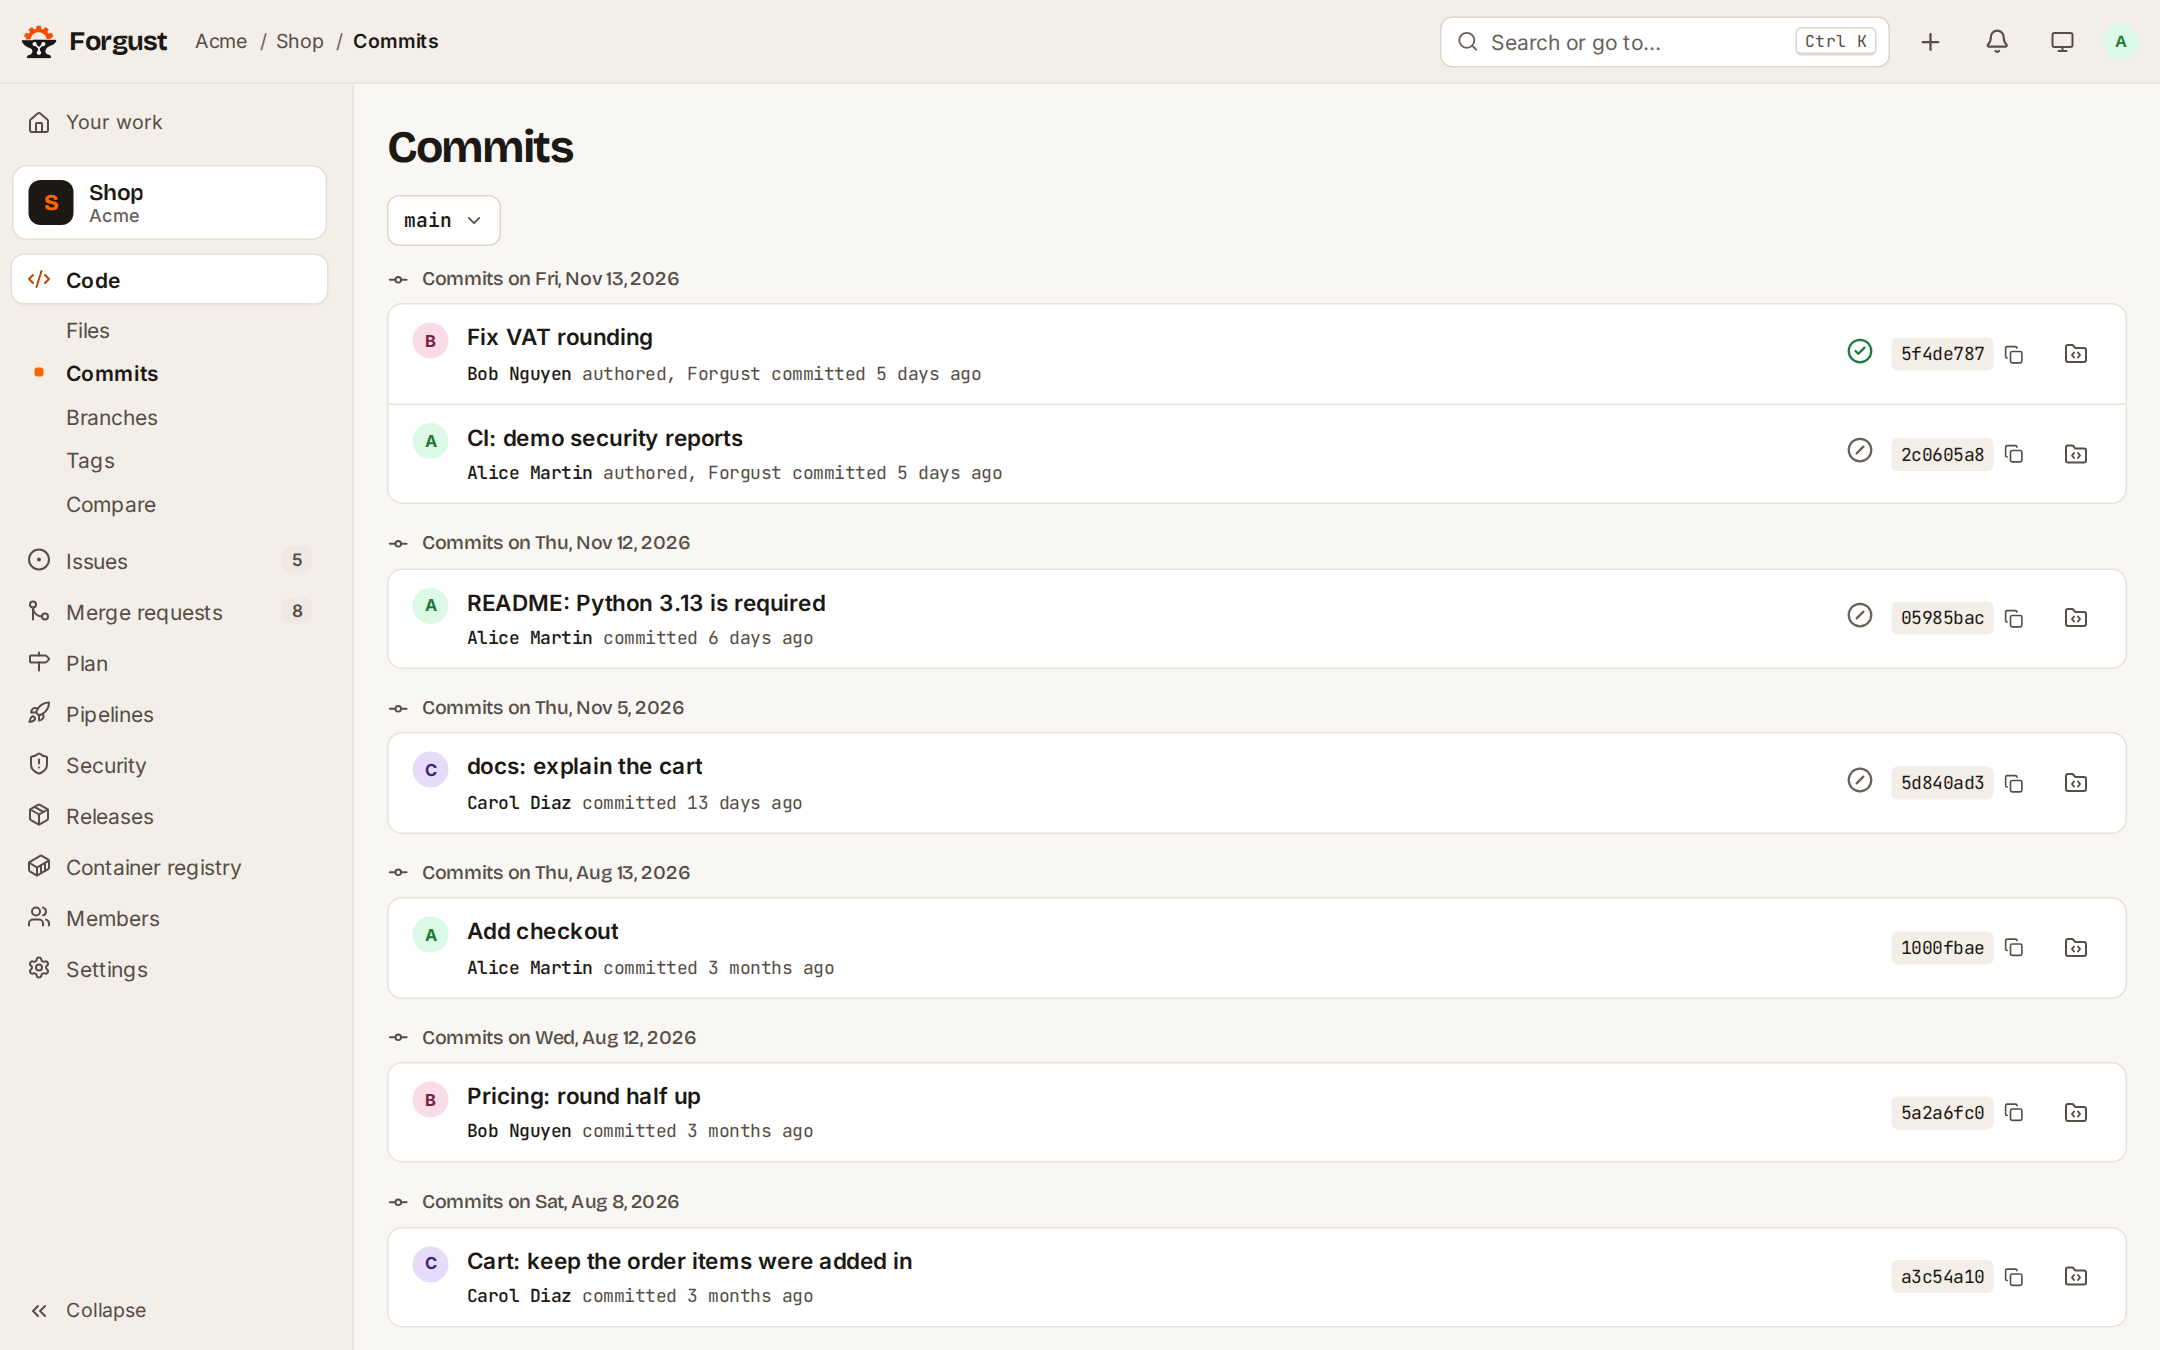 Forgust
Acme / Shop / Commits
Search or go to...
Ctrl K
A
Your work
S
Shop
Acme
Code
Files
Commits
Branches
Tags
Compare
Issues 5
Merge requests 8
Plan
Pipelines
Security
Releases
Container registry
Members
Settings
Collapse
Commits
main
Commits on Fri, Nov 13, 2026
B
Fix VAT rounding
Bob Nguyen authored, Forgust committed 5 days ago
5f4de787
A
CI: demo security reports
Alice Martin authored, Forgust committed 5 days ago
2c0605a8
Commits on Thu, Nov 12, 2026
A
README: Python 3.13 is required
Alice Martin committed 6 days ago
05985bac
Commits on Thu, Nov 5, 2026
C
docs: explain the cart
Carol Diaz committed 13 days ago
5d840ad3
Commits on Thu, Aug 13, 2026
A
Add checkout
Alice Martin committed 3 months ago
1000fbae
Commits on Wed, Aug 12, 2026
B
Pricing: round half up
Bob Nguyen committed 3 months ago
5a2a6fc0
Commits on Sat, Aug 8, 2026
C
Cart: keep the order items were added in
Carol Diaz committed 3 months ago
a3c54a10